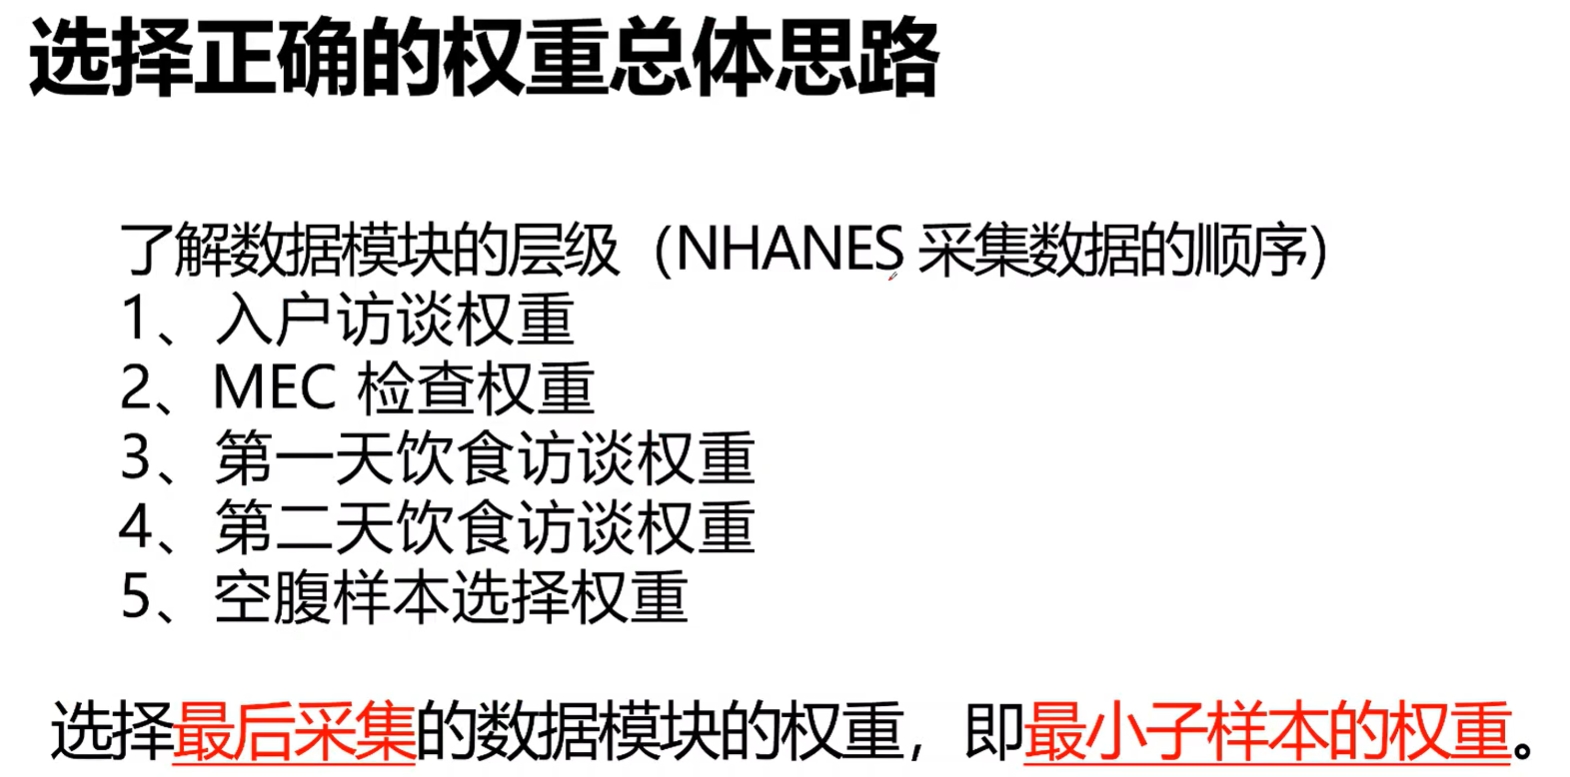 选择正确的权重总体思路
了解数据模块的层级（NHANES 采集数据的顺序）
1、入户访谈权重
2、MEC 检查权重
3、第一天饮食访谈权重
4、第二天饮食访谈权重
5、空腹样本选择权重
选择最后采集的数据模块的权重，即最小子样本的权重。